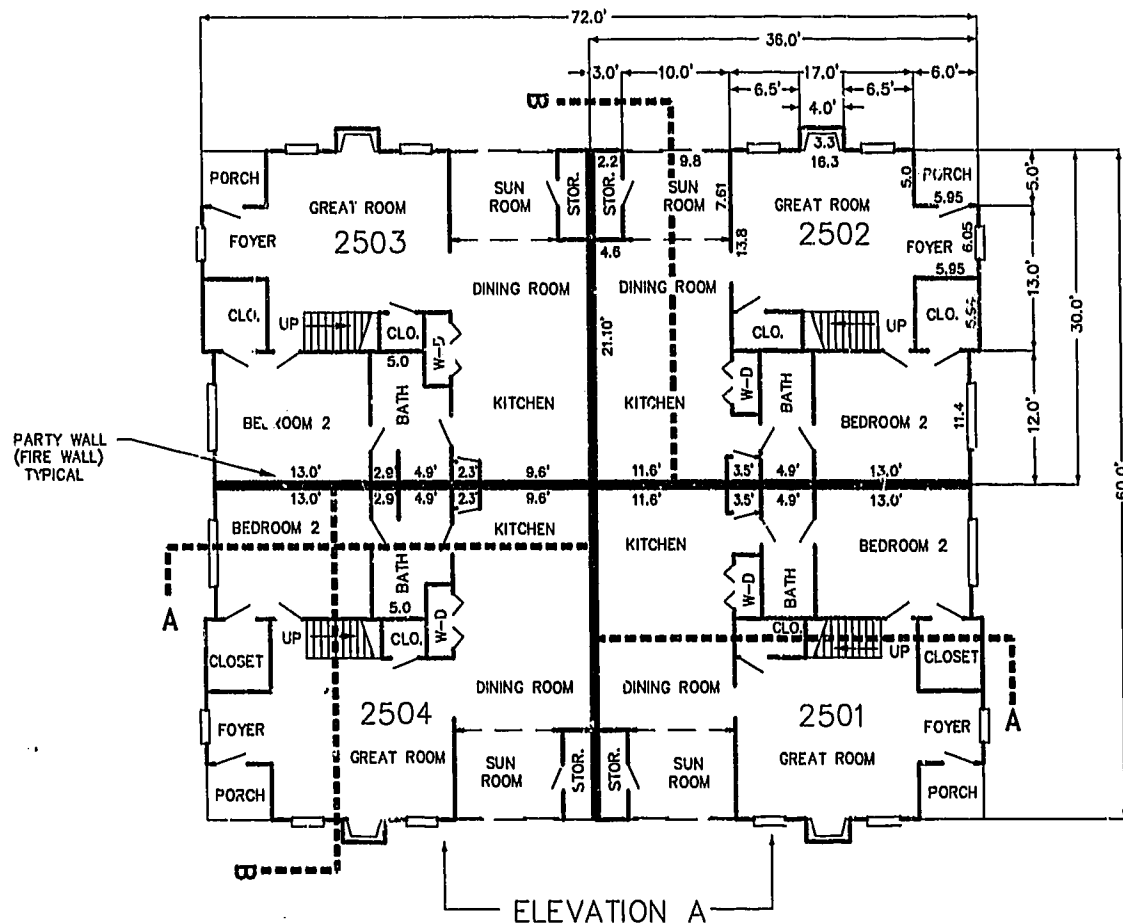 72.0'
36.0'
3.0' 10.0' 17.0' 6.0'
6.5' 6.5'
4.0'
B
3.3
2.2 9.8 16.3
PORCH SUN ROOM STOR. STOR. SUN ROOM 7.61 5.0 PORCH 5.0'
GREAT ROOM GREAT ROOM 5.95
2503 2502
FOYER FOYER 6.05
4.6 13.8
5.95
DINING ROOM DINING ROOM 13.0'
30.0'
CLO. UP CLO. CLO. UP CLO.
21.10'
5.0 W-D W-D
BATH BATH
BEDROOM 2 KITCHEN KITCHEN BEDROOM 2 11.4 12.0'
PARTY WALL
(FIRE WALL)
TYPICAL
13.0' 2.9' 4.9' 2.3' 9.6' 11.6' 3.5' 4.9' 13.0'
13.0' 2.9' 4.9' 2.3' 9.6' 11.6' 3.5' 4.9' 13.0'
60.0'
BEDROOM 2 KITCHEN KITCHEN BEDROOM 2
BATH BATH
W-D W-D
5.0
A
UP CLO. CLO. UP
CLOSET CLOSET
DINING ROOM DINING ROOM
A
2504 2501
FOYER FOYER
GREAT ROOM GREAT ROOM
SUN ROOM STOR. STOR. SUN ROOM
PORCH PORCH
B
ELEVATION A